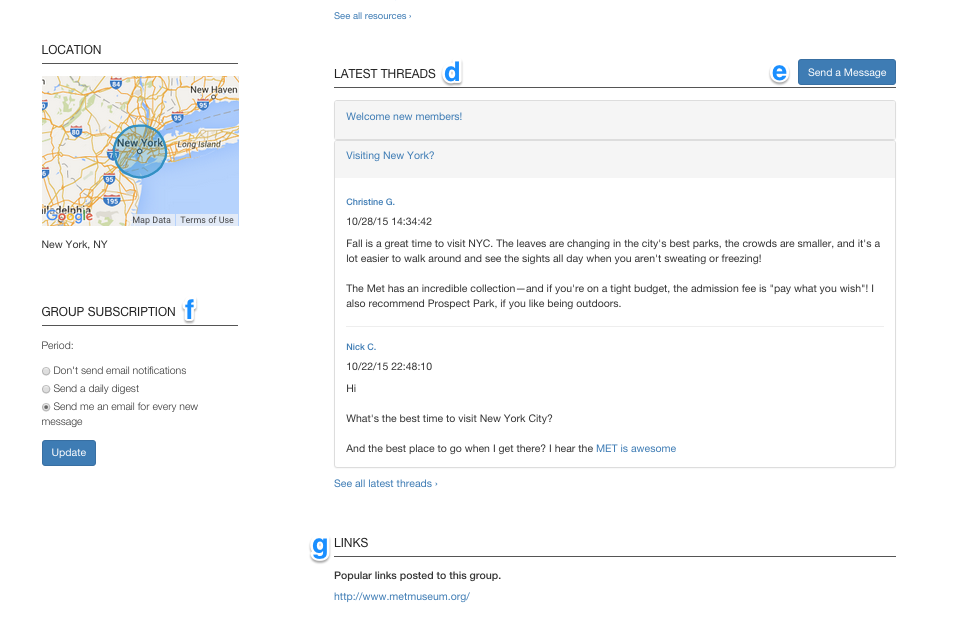 See all resources ›
LOCATION
84
New Haven
95
95
80
New York
Long Island
95
195
Philadelphia
Google
Map Data
Terms of Use
New York, NY
GROUP SUBSCRIPTION f
Period:
Don't send email notifications
Send a daily digest
Send me an email for every new
message
Update
LATEST THREADS d
e Send a Message
Welcome new members!
Visiting New York?
Christine G.
10/28/15 14:34:42
Fall is a great time to visit NYC. The leaves are changing in the city's best parks, the crowds are smaller, and it's a
lot easier to walk around and see the sights all day when you aren't sweating or freezing!
The Met has an incredible collection—and if you're on a tight budget, the admission fee is "pay what you wish"! I
also recommend Prospect Park, if you like being outdoors.
Nick C.
10/22/15 22:48:10
Hi
What's the best time to visit New York City?
And the best place to go when I get there? I hear the MET is awesome
See all latest threads ›
g LINKS
Popular links posted to this group.
http://www.metmuseum.org/